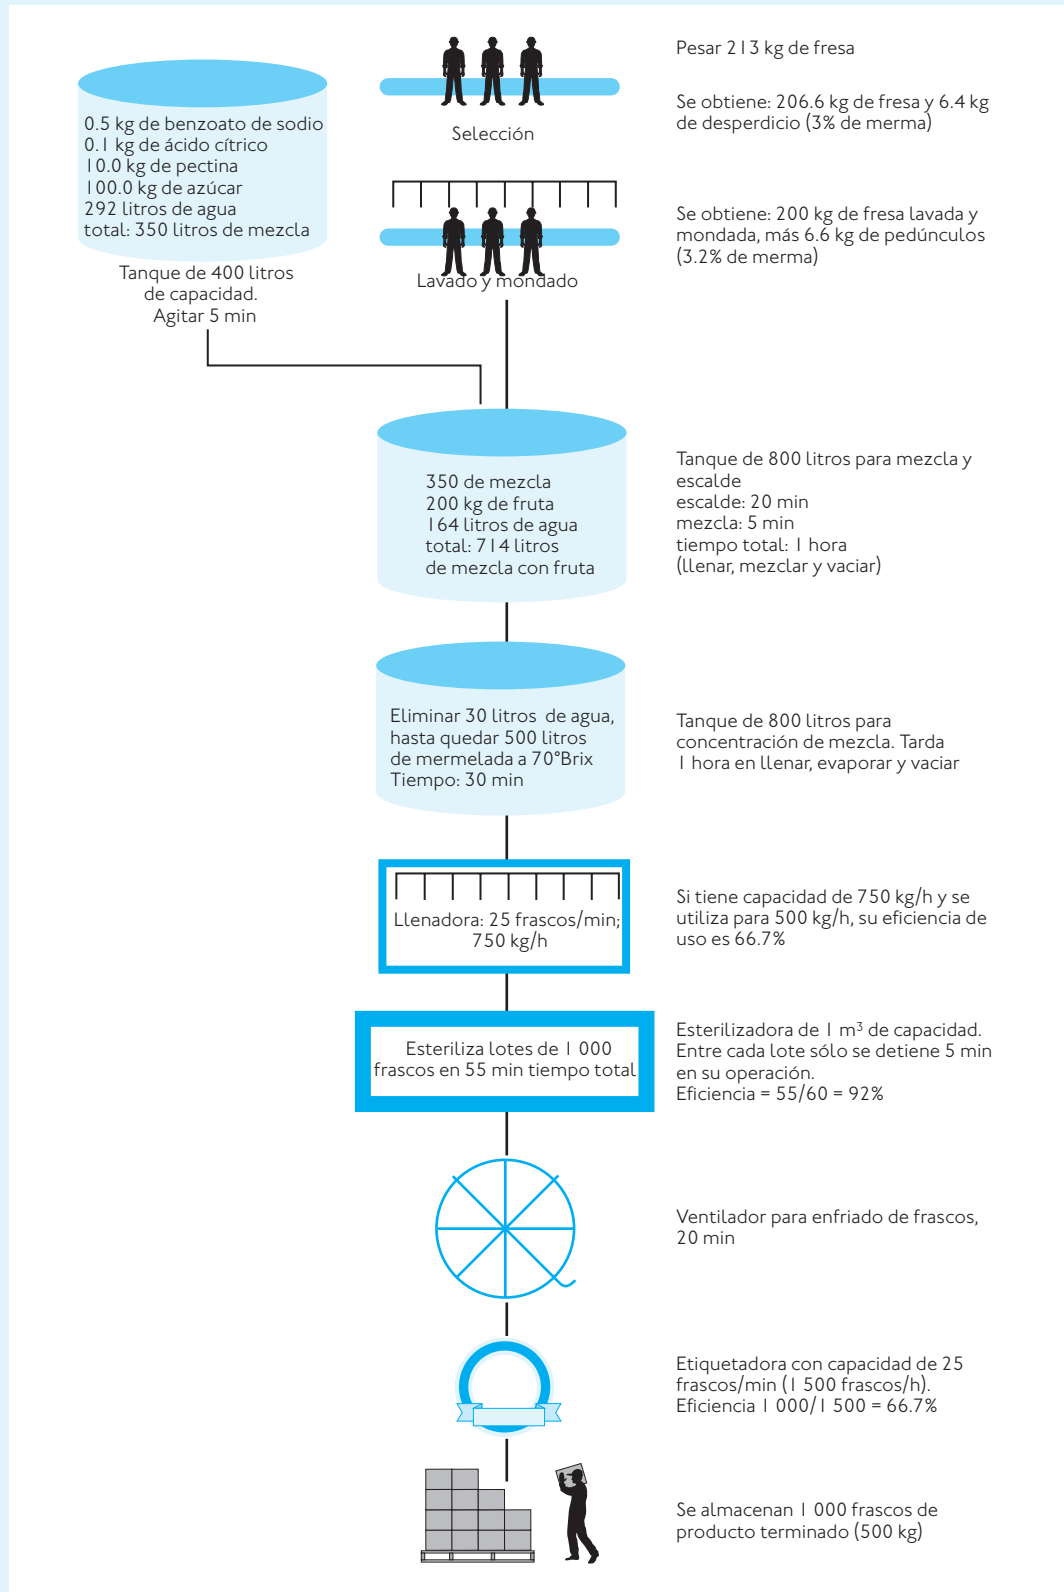 Pesar 213 kg de fresa
Se obtiene: 206.6 kg de fresa y 6.4 kg
de desperdicio (3% de merma)
Selección
0.5 kg de benzoato de sodio
0.1 kg de ácido cítrico
10.0 kg de pectina
100.0 kg de azúcar
292 litros de agua
total: 350 litros de mezcla
Tanque de 400 litros
de capacidad.
Agitar 5 min
Se obtiene: 200 kg de fresa lavada y
mondada, más 6.6 kg de pedúnculos
(3.2% de merma)
Lavado y mondado
350 de mezcla
200 kg de fruta
164 litros de agua
total: 714 litros
de mezcla con fruta
Tanque de 800 litros para mezcla y
escalde
escalde: 20 min
mezcla: 5 min
tiempo total: 1 hora
(llenar, mezclar y vaciar)
Eliminar 30 litros de agua,
hasta quedar 500 litros
de mermelada a 70°Brix
Tiempo: 30 min
Tanque de 800 litros para
concentración de mezcla. Tarda
1 hora en llenar, evaporar y vaciar
Llenadora: 25 frascos/min;
750 kg/h
Si tiene capacidad de 750 kg/h y se
utiliza para 500 kg/h, su eficiencia de
uso es 66.7%
Esteriliza lotes de 1 000
frascos en 55 min tiempo total
Esterilizadora de 1 m³ de capacidad.
Entre cada lote sólo se detiene 5 min
en su operación.
Eficiencia = 55/60 = 92%
Ventilador para enfriado de frascos,
20 min
Etiquetadora con capacidad de 25
frascos/min (1 500 frascos/h).
Eficiencia 1 000/1 500 = 66.7%
Se almacenan 1 000 frascos de
producto terminado (500 kg)